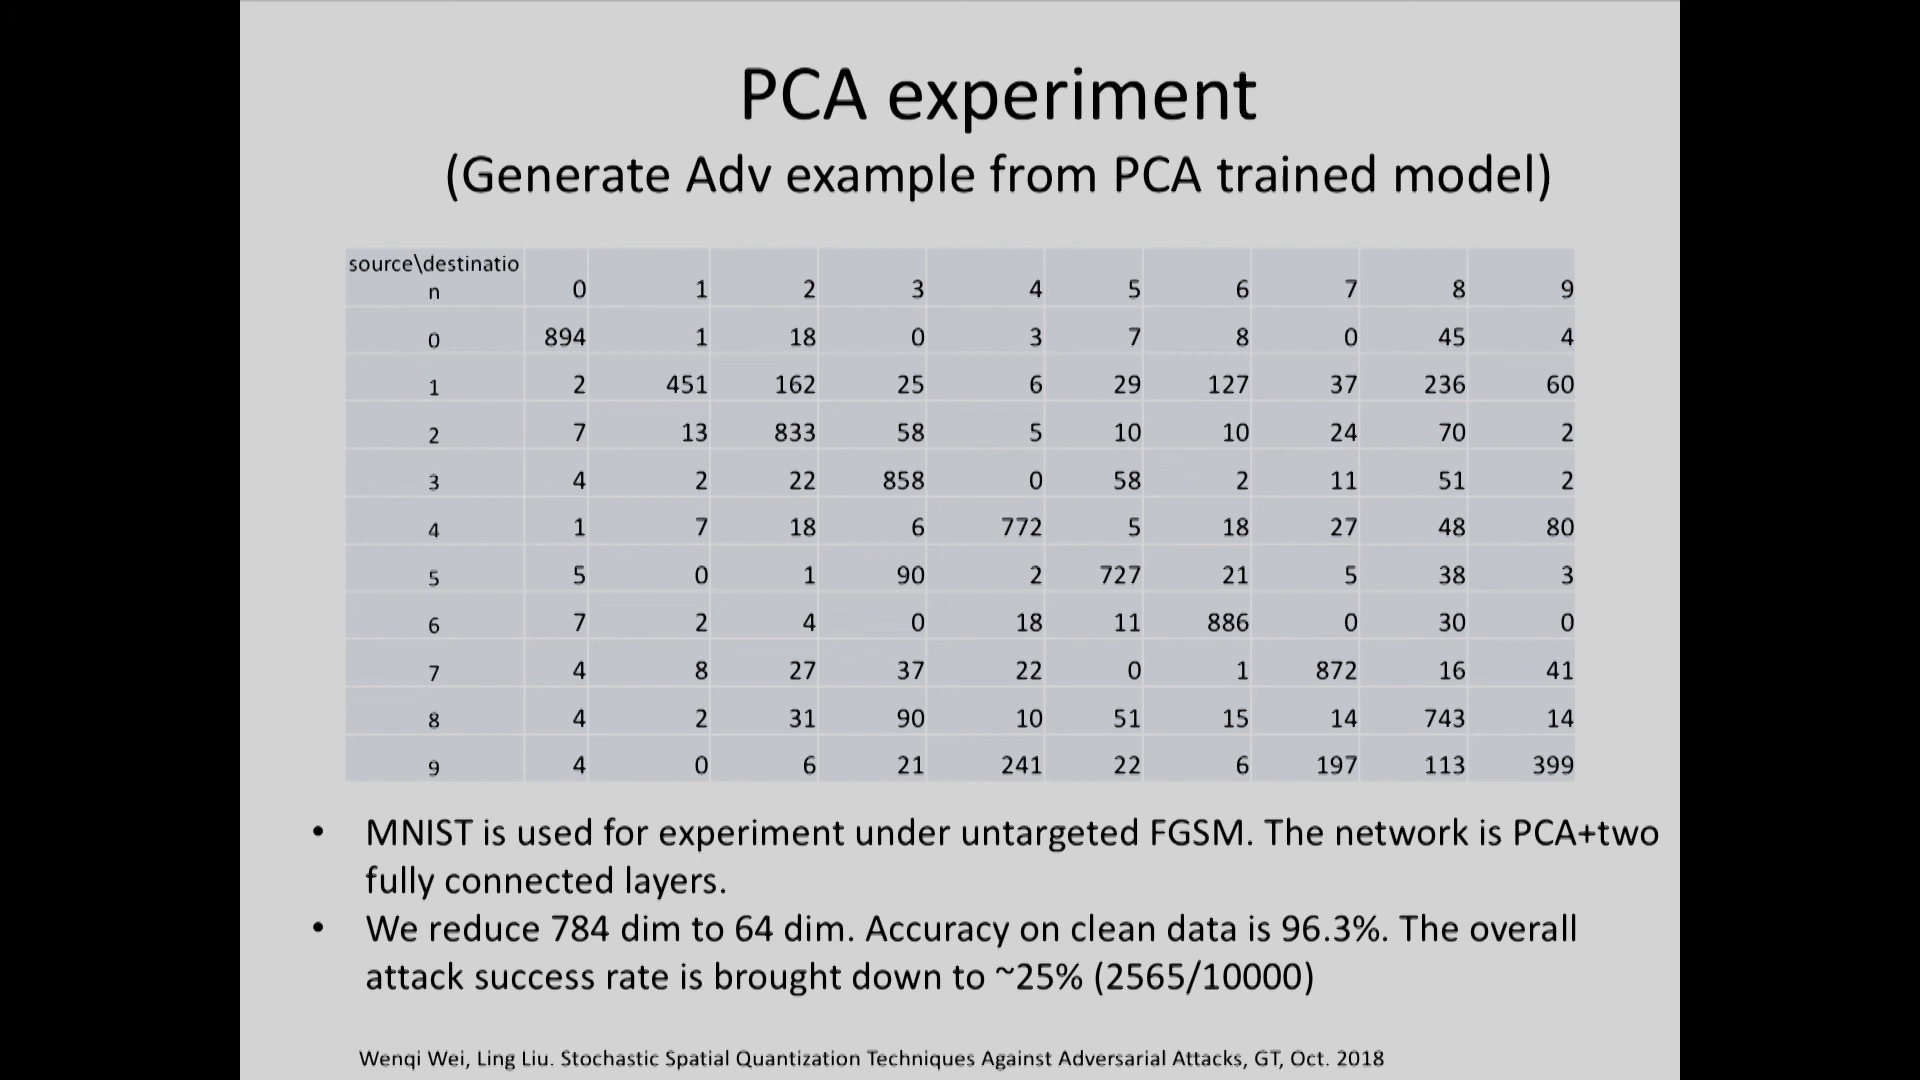 PCA experiment
(Generate Adv example from PCA trained model)
source\destinatio
n 0 1 2 3 4 5 6 7 8 9
0 894 1 18 0 3 7 8 0 45 4
1 2 451 162 25 6 29 127 37 236 60
2 7 13 833 58 5 10 10 24 70 2
3 4 2 22 858 0 58 2 11 51 2
4 1 7 18 6 772 5 18 27 48 80
5 5 0 1 90 2 727 21 5 38 3
6 7 2 4 0 18 11 886 0 30 0
7 4 8 27 37 22 0 1 872 16 41
8 4 2 31 90 10 51 15 14 743 14
9 4 0 6 21 241 22 6 197 113 399
• MNIST is used for experiment under untargeted FGSM. The network is PCA+two
fully connected layers.
• We reduce 784 dim to 64 dim. Accuracy on clean data is 96.3%. The overall
attack success rate is brought down to ~25% (2565/10000)
Wenqi Wei, Ling Liu. Stochastic Spatial Quantization Techniques Against Adversarial Attacks, GT, Oct. 2018